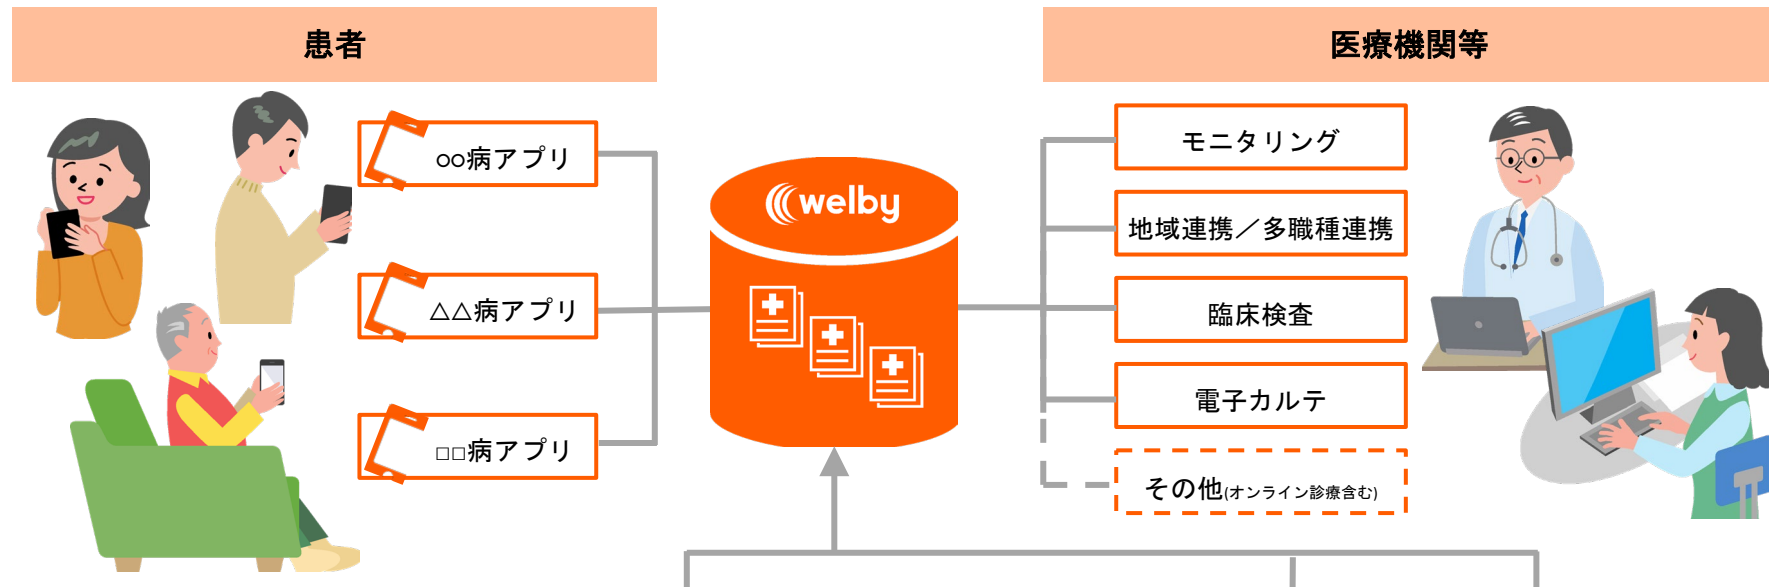 患者
医療機関等
○○病アプリ
△△病アプリ
□□病アプリ
welby
モニタリング
地域連携／多職種連携
臨床検査
電子カルテ
その他(オンライン診療含む)